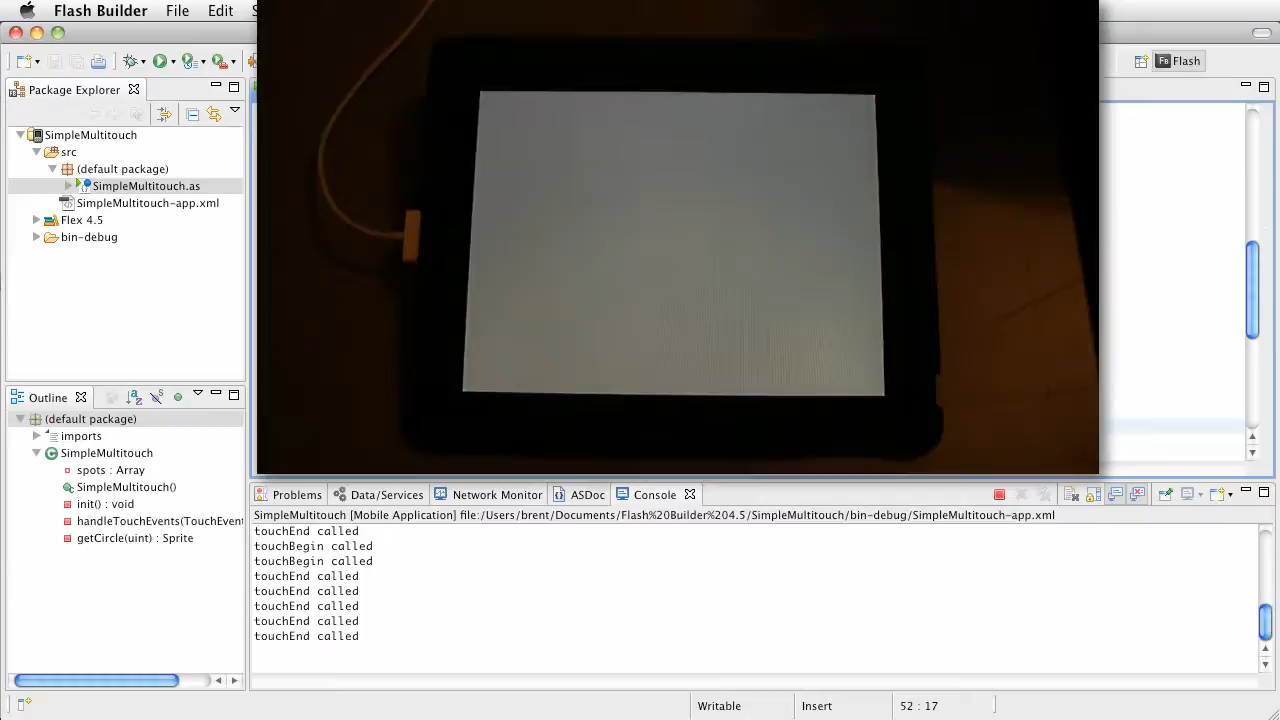 Flash Builder File Edit
Fb Flash
Package Explorer
SimpleMultitouch
src
(default package)
SimpleMultitouch.as
SimpleMultitouch-app.xml
Flex 4.5
bin-debug
Outline
(default package)
imports
SimpleMultitouch
spots : Array
SimpleMultitouch()
init() : void
handleTouchEvents(TouchEven
getCircle(uint) : Sprite
Problems Data/Services Network Monitor ASDoc Console
SimpleMultitouch [Mobile Application] file:/Users/brent/Documents/Flash%20Builder%204.5/SimpleMultitouch/bin-debug/SimpleMultitouch-app.xml
touchEnd called
touchBegin called
touchBegin called
touchEnd called
touchEnd called
touchEnd called
touchEnd called
touchEnd called
Writable Insert 52 : 17